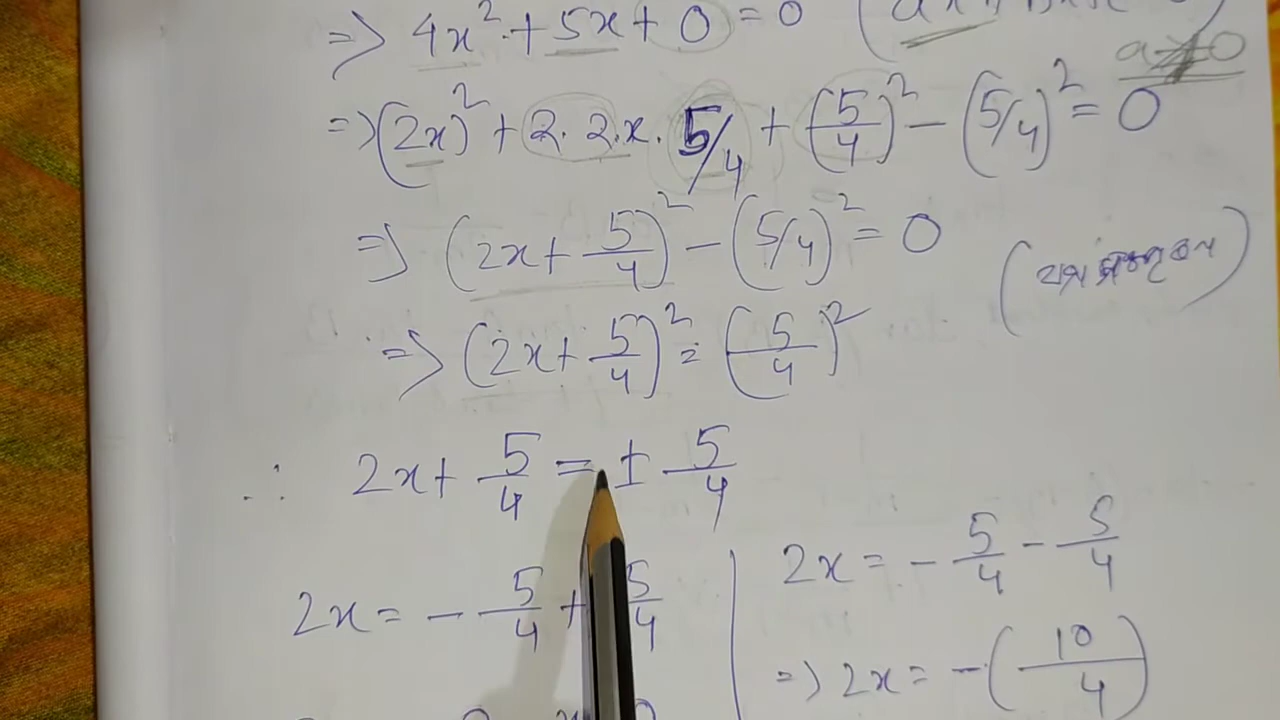 => 4x² + 5x + 0 = 0
a ≠ 0
=> (2x)² + 2.2.x. 5/4 + (5/4)² − (5/4)² = 0
=> (2x + 5/4)² − (5/4)² = 0
=> (2x + 5/4)² = (5/4)²
∴ 2x + 5/4 = ± 5/4
2x = − 5/4 + 5/4
2x = − 5/4 − 5/4
=> 2x = −(10/4)